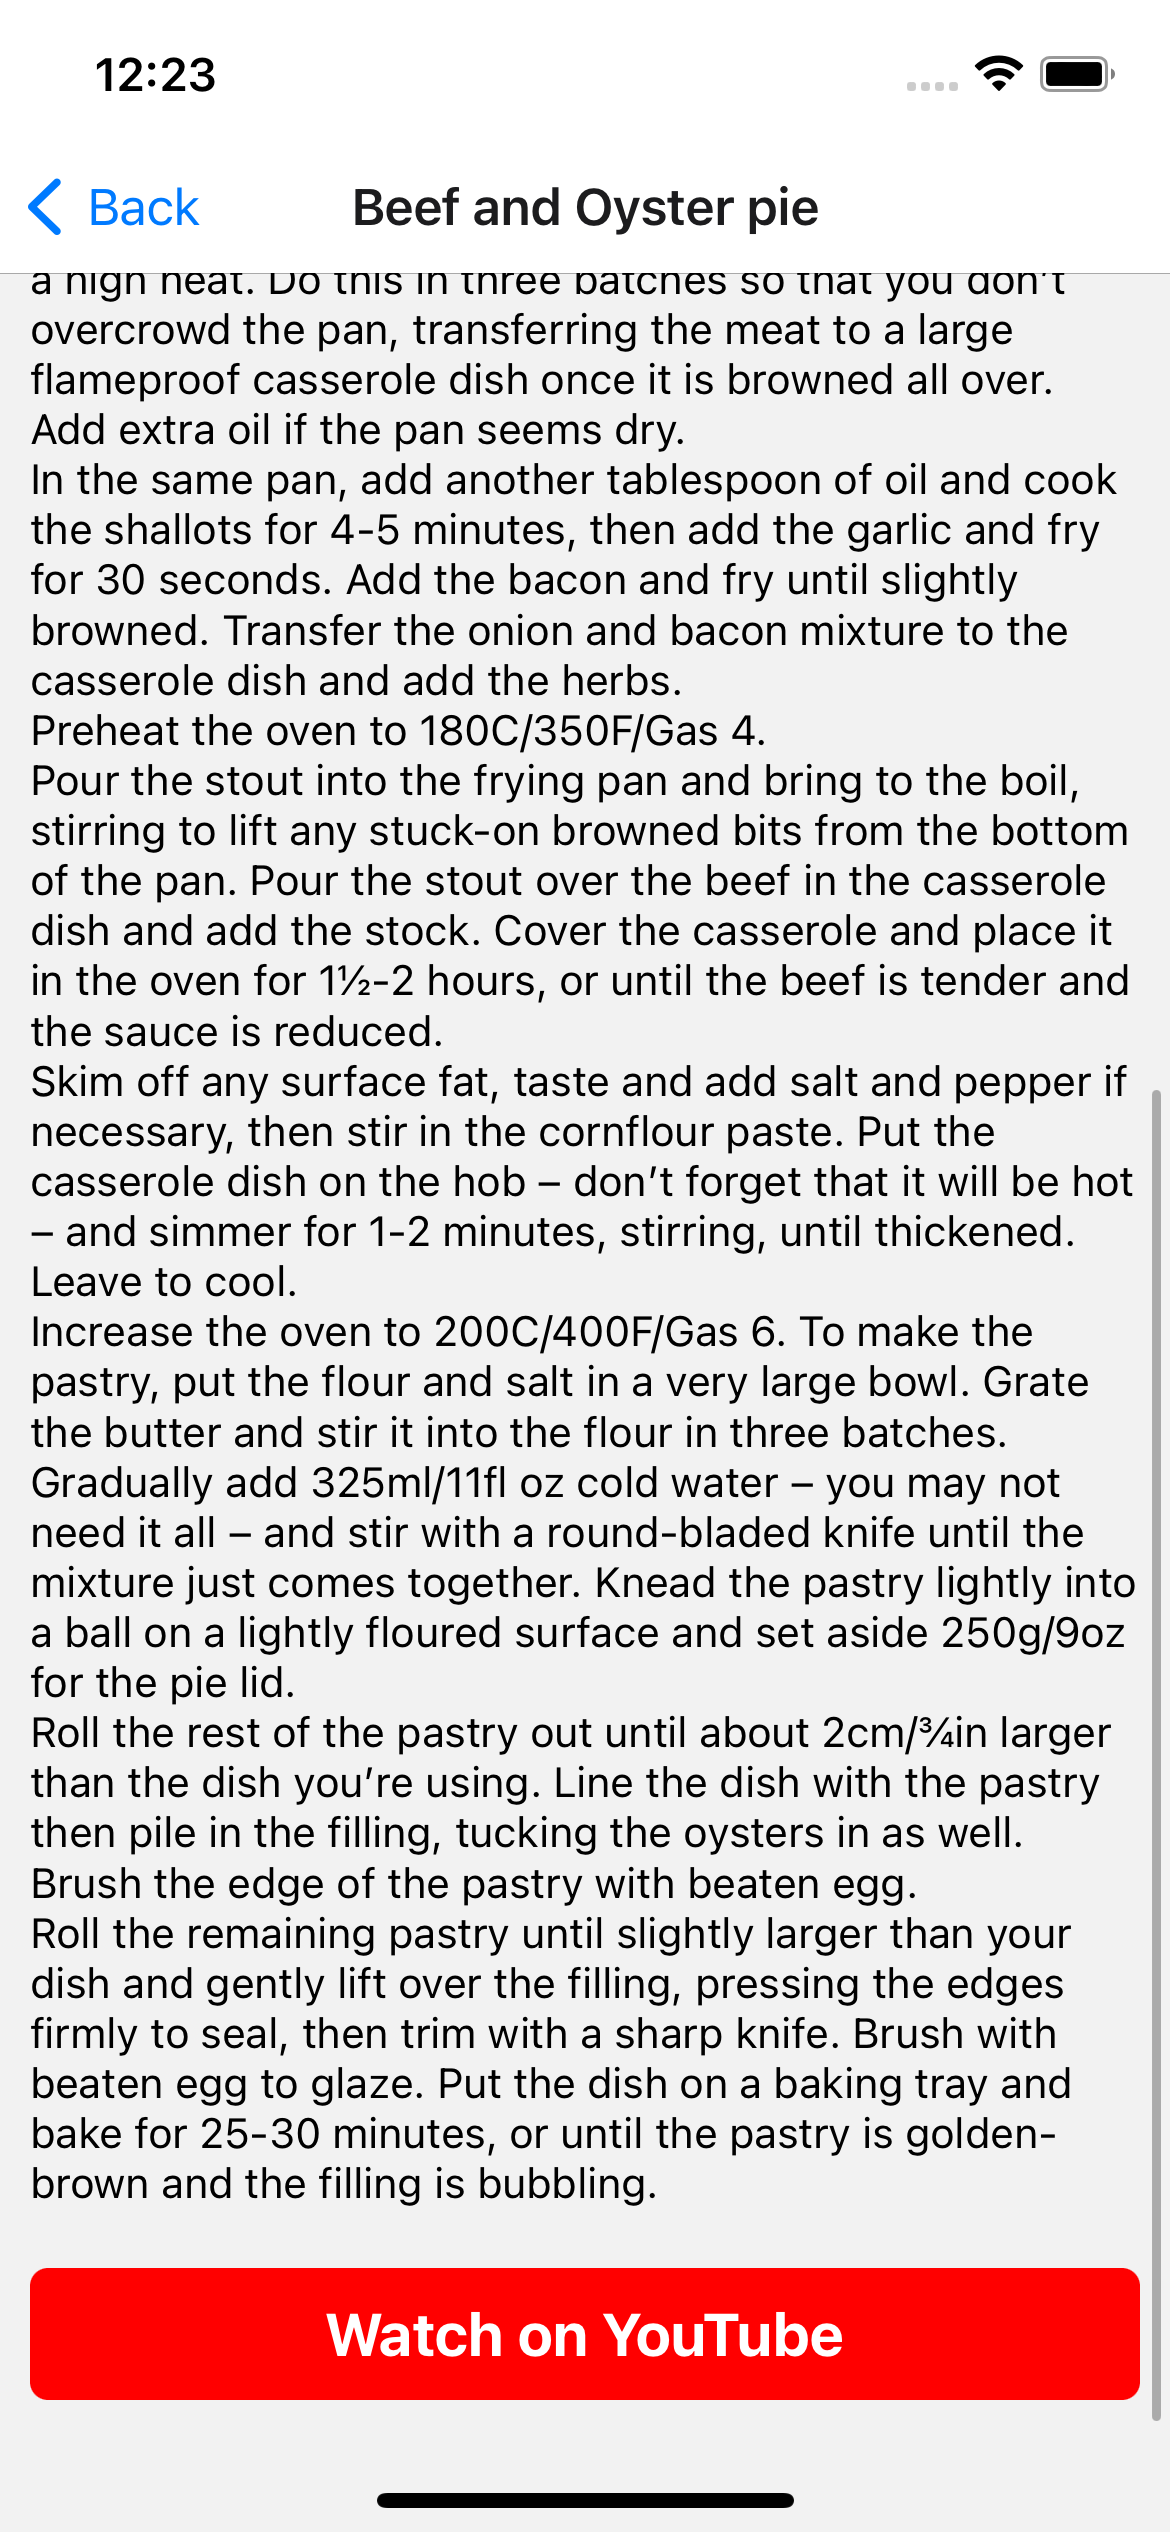 12:23
Back
Beef and Oyster pie
a high heat. Do this in three batches so that you don't
overcrowd the pan, transferring the meat to a large
flameproof casserole dish once it is browned all over.
Add extra oil if the pan seems dry.
In the same pan, add another tablespoon of oil and cook
the shallots for 4-5 minutes, then add the garlic and fry
for 30 seconds. Add the bacon and fry until slightly
browned. Transfer the onion and bacon mixture to the
casserole dish and add the herbs.
Preheat the oven to 180C/350F/Gas 4.
Pour the stout into the frying pan and bring to the boil,
stirring to lift any stuck-on browned bits from the bottom
of the pan. Pour the stout over the beef in the casserole
dish and add the stock. Cover the casserole and place it
in the oven for 1½-2 hours, or until the beef is tender and
the sauce is reduced.
Skim off any surface fat, taste and add salt and pepper if
necessary, then stir in the cornflour paste. Put the
casserole dish on the hob – don’t forget that it will be hot
– and simmer for 1-2 minutes, stirring, until thickened.
Leave to cool.
Increase the oven to 200C/400F/Gas 6. To make the
pastry, put the flour and salt in a very large bowl. Grate
the butter and stir it into the flour in three batches.
Gradually add 325ml/11fl oz cold water – you may not
need it all – and stir with a round-bladed knife until the
mixture just comes together. Knead the pastry lightly into
a ball on a lightly floured surface and set aside 250g/9oz
for the pie lid.
Roll the rest of the pastry out until about 2cm/¾in larger
than the dish you’re using. Line the dish with the pastry
then pile in the filling, tucking the oysters in as well.
Brush the edge of the pastry with beaten egg.
Roll the remaining pastry until slightly larger than your
dish and gently lift over the filling, pressing the edges
firmly to seal, then trim with a sharp knife. Brush with
beaten egg to glaze. Put the dish on a baking tray and
bake for 25-30 minutes, or until the pastry is golden-
brown and the filling is bubbling.
Watch on YouTube